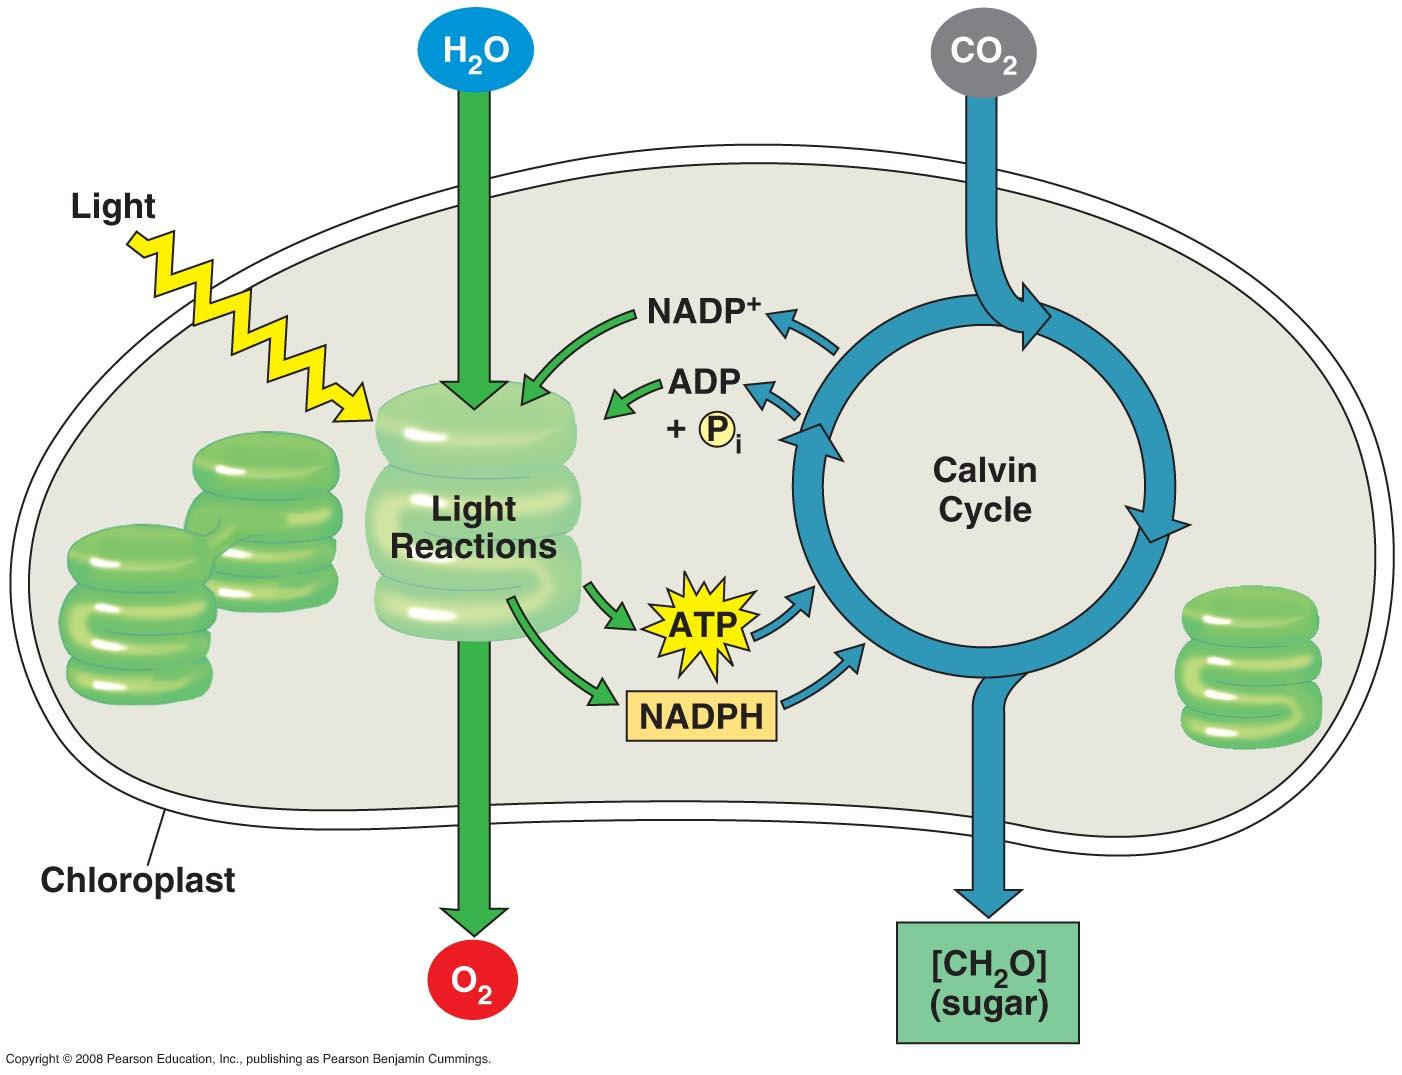 H₂O
CO₂
Light
NADP⁺
ADP
+ Pᵢ
Calvin
Cycle
Light
Reactions
ATP
NADPH
Chloroplast
O₂
[CH₂O]
(sugar)
Copyright © 2008 Pearson Education, Inc., publishing as Pearson Benjamin Cummings.